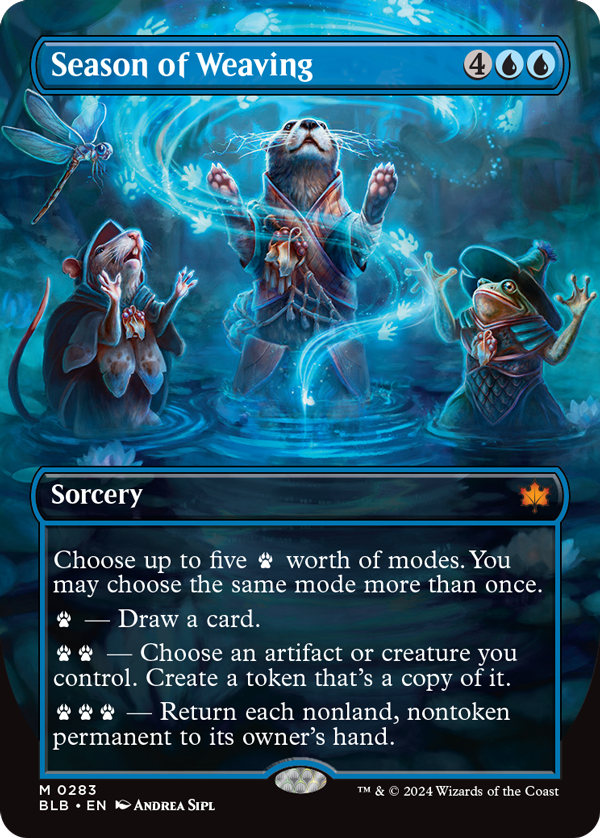 Season of Weaving 4
Sorcery
Choose up to five worth of modes. You
may choose the same mode more than once.
— Draw a card.
— Choose an artifact or creature you
control. Create a token that's a copy of it.
— Return each nonland, nontoken
permanent to its owner's hand.
M 0283
BLB • EN Andrea Sipl
™ & © 2024 Wizards of the Coast